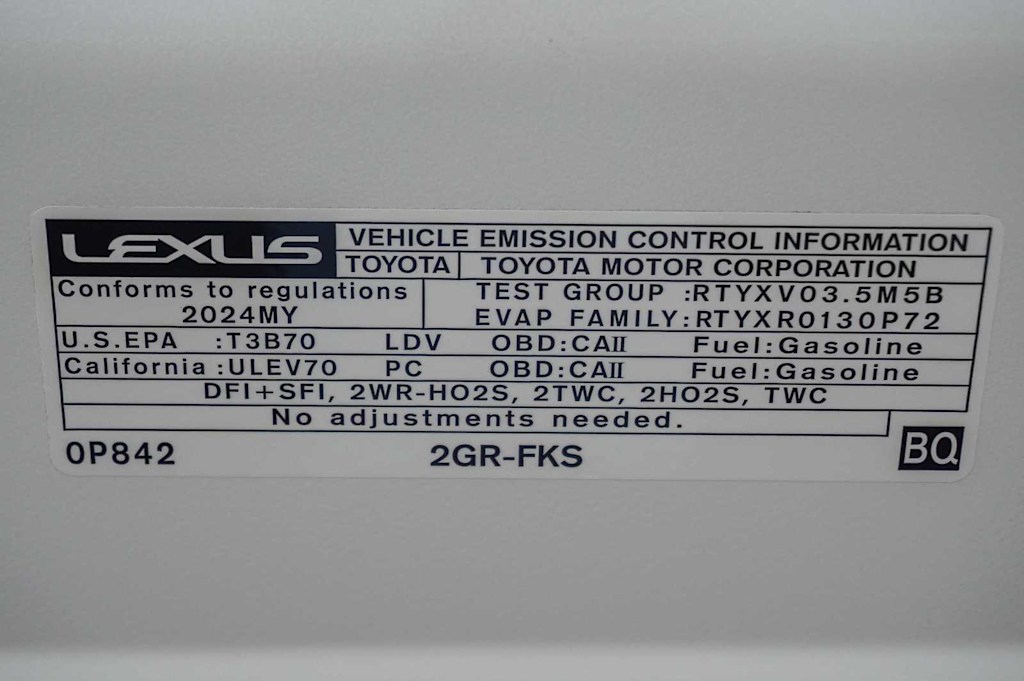 LEXUS VEHICLE EMISSION CONTROL INFORMATION
TOYOTA TOYOTA MOTOR CORPORATION
Conforms to regulations TEST GROUP :RTYXV03.5M5B
2024MY EVAP FAMILY:RTYXR0130P72
U.S.EPA :T3B70 LDV OBD:CAII Fuel:Gasoline
California :ULEV70 PC OBD:CAII Fuel:Gasoline
DFI+SFI, 2WR-HO2S, 2TWC, 2HO2S, TWC
No adjustments needed.
0P842 2GR-FKS BQ